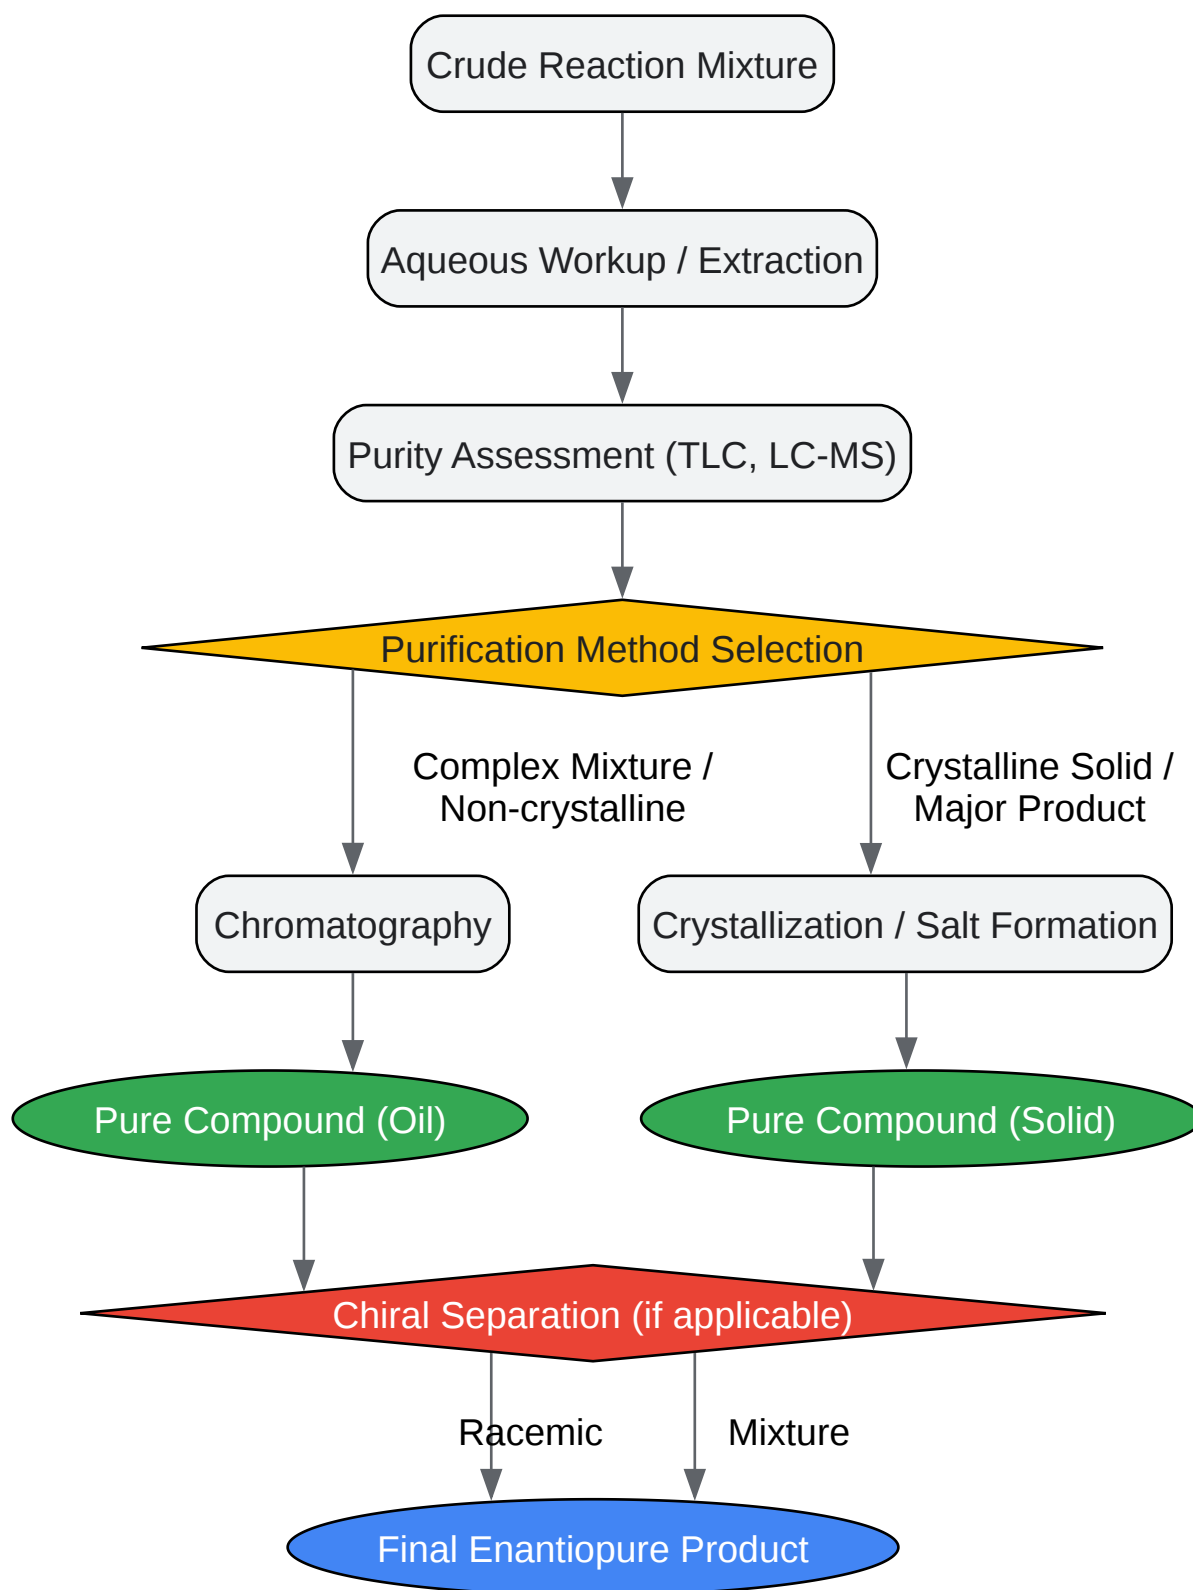 Crude Reaction Mixture
Aqueous Workup / Extraction
Purity Assessment (TLC, LC-MS)
Purification Method Selection
Complex Mixture /
Non-crystalline
Crystalline Solid /
Major Product
Chromatography
Crystallization / Salt Formation
Pure Compound (Oil)
Pure Compound (Solid)
Chiral Separation (if applicable)
Racemic
Mixture
Final Enantiopure Product